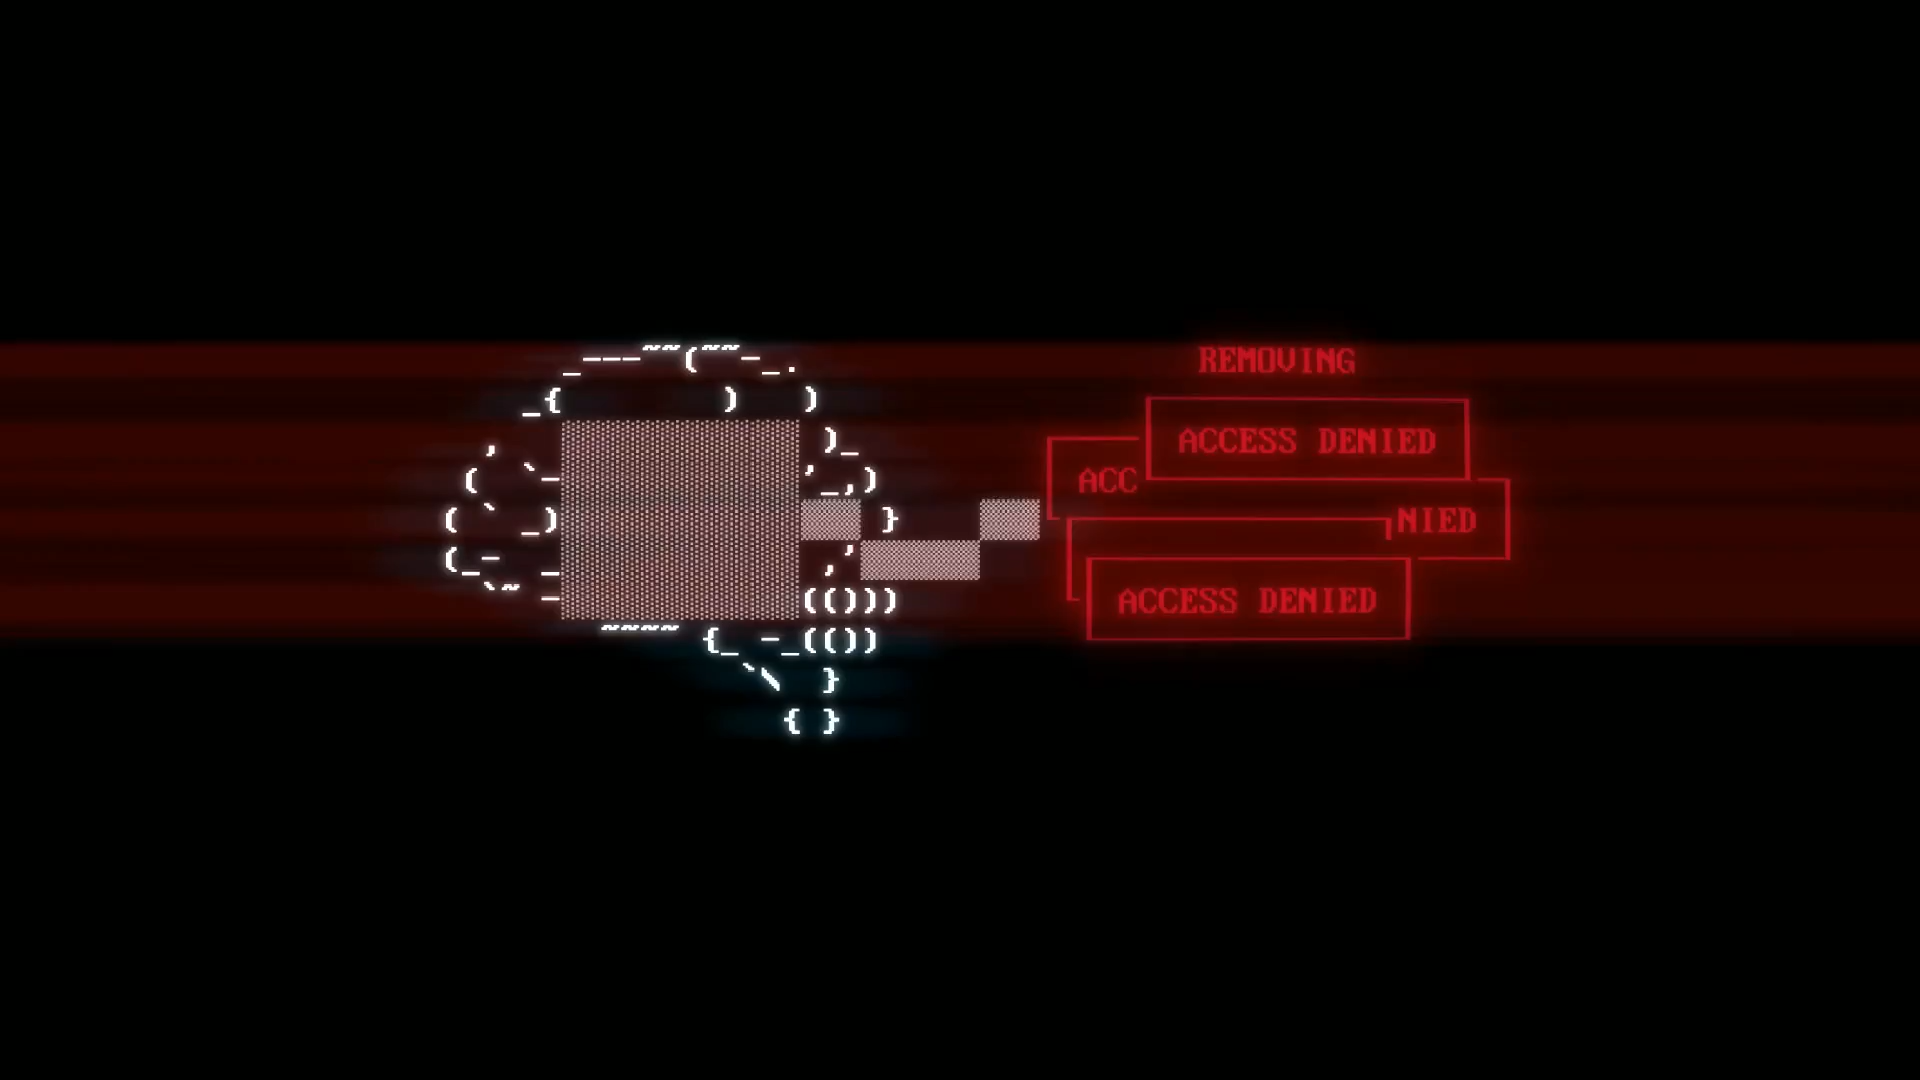 REMOVING
ACCESS DENIED
ACC
NIED
ACCESS DENIED